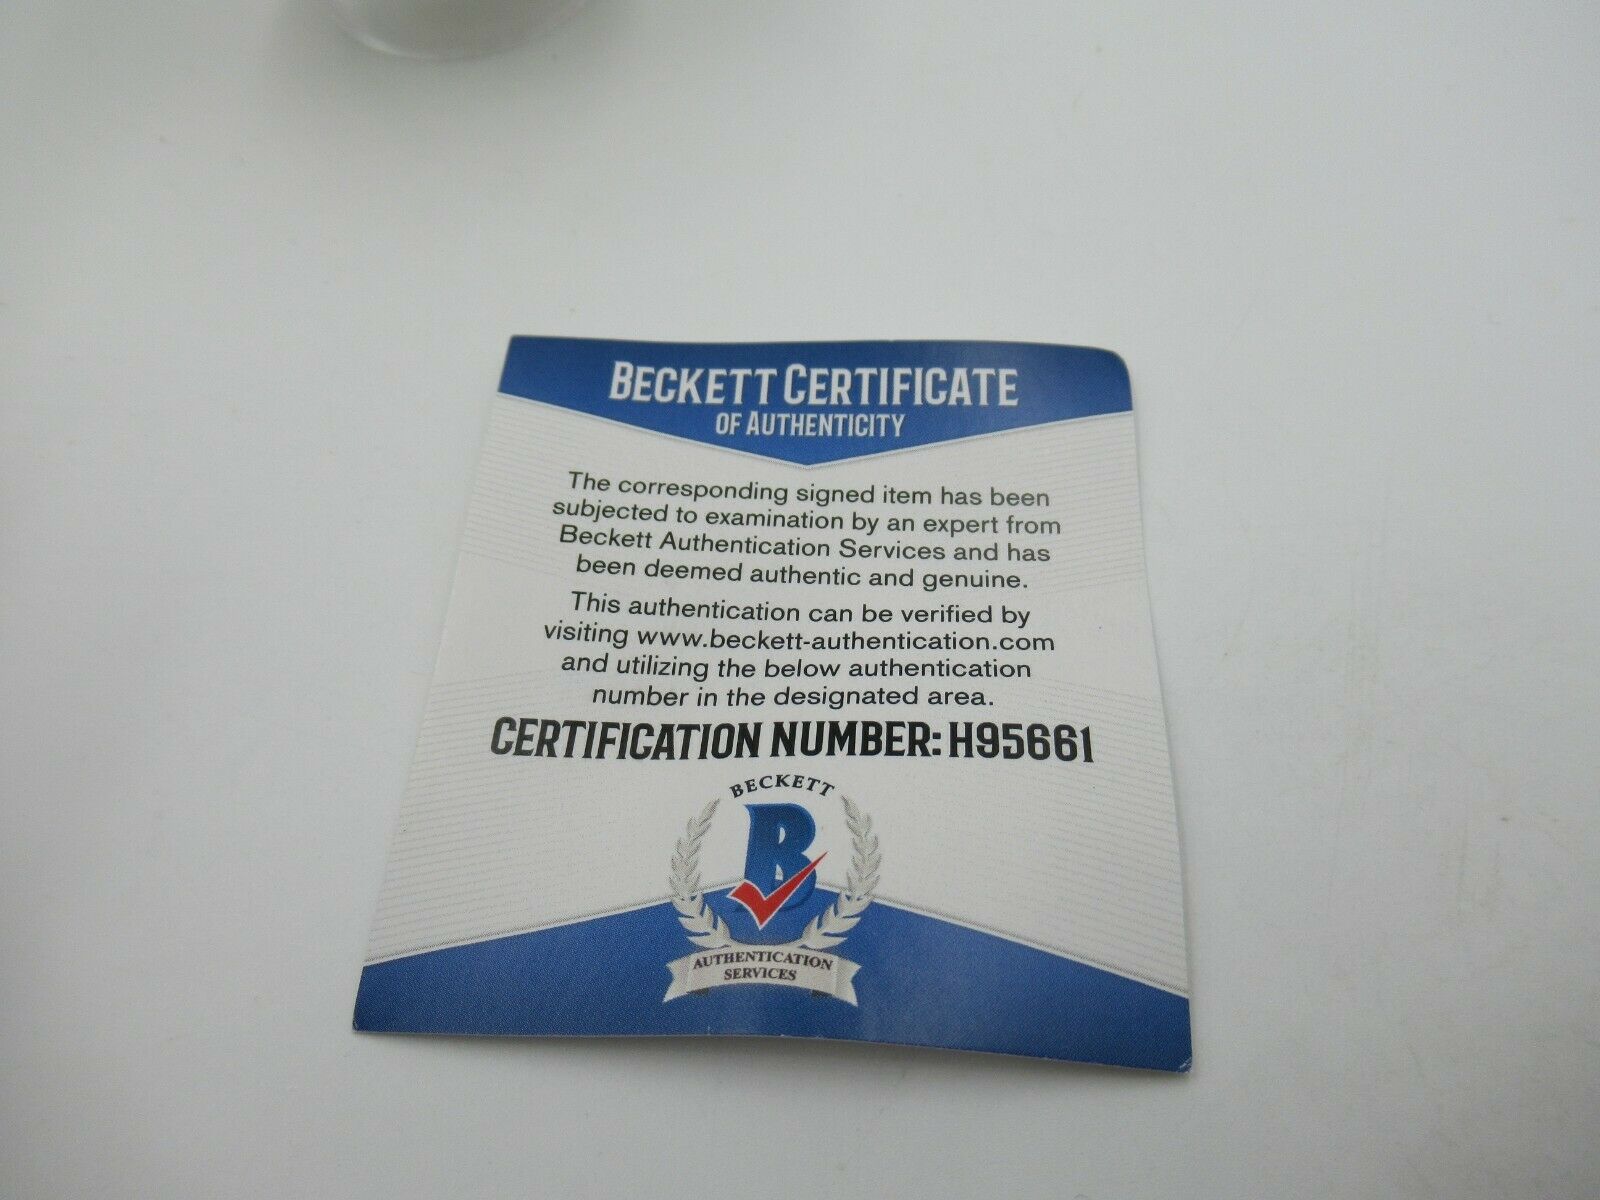 BECKETT CERTIFICATE
OF AUTHENTICITY
The corresponding signed item has been
subjected to examination by an expert from
Beckett Authentication Services and has
been deemed authentic and genuine.
This authentication can be verified by
visiting www.beckett-authentication.com
and utilizing the below authentication
number in the designated area.
CERTIFICATION NUMBER: H95661
BECKETT
B
AUTHENTICATION
SERVICES